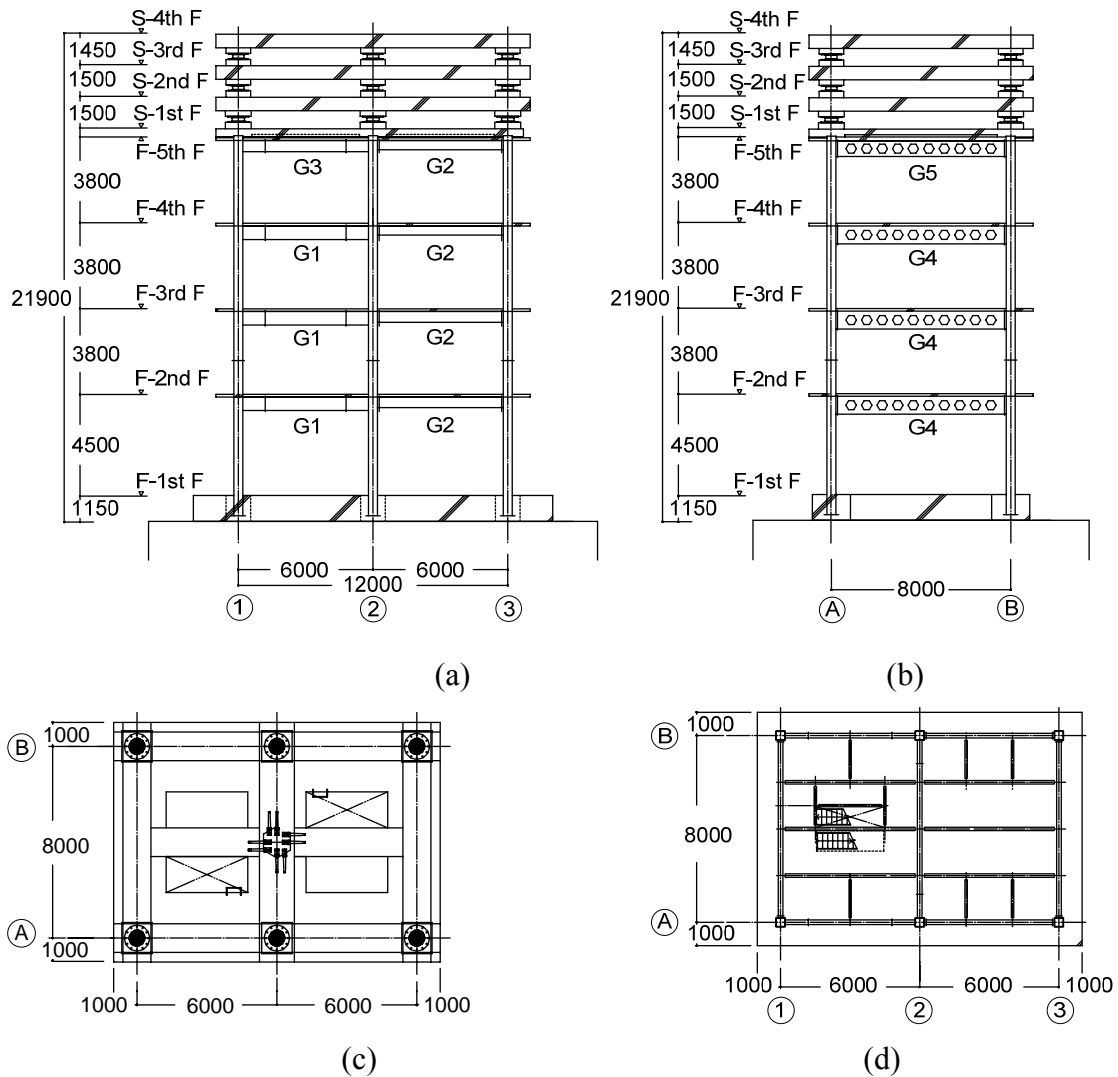 S-4th F
1450 S-3rd F
1500 S-2nd F
1500 S-1st F
F-5th F
3800
G3 G2
F-4th F
3800
G1 G2
21900
F-3rd F
3800
G1 G2
F-2nd F
4500
G1 G2
F-1st F
1150
6000 6000
12000
1 2 3
(a)
S-4th F
1450 S-3rd F
1500 S-2nd F
1500 S-1st F
F-5th F
3800
G5
F-4th F
3800
G4
21900
F-3rd F
3800
G4
F-2nd F
4500
G4
F-1st F
1150
8000
A B
(b)
B
1000
8000
A
1000
1000 6000 6000 1000
(c)
B
1000
8000
A
1000
1000 6000 6000 1000
1 2 3
(d)